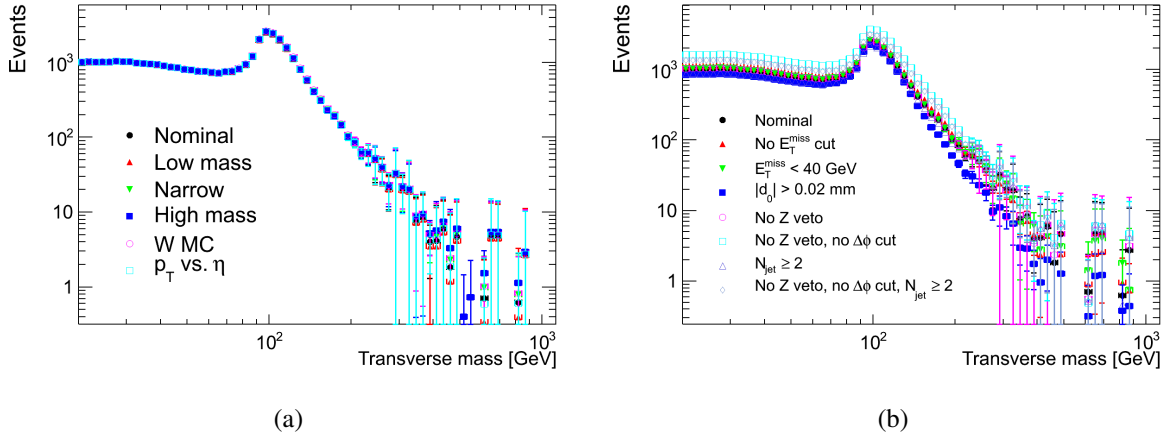 Events
10³
10²
10
1
Nominal
Low mass
Narrow
High mass
W MC
p_T vs. η
10²
10³
Transverse mass [GeV]
(a)
Events
10³
10²
10
1
Nominal
No E_T^miss cut
E_T^miss < 40 GeV
|d_0| > 0.02 mm
No Z veto
No Z veto, no Δϕ cut
N_jet ≥ 2
No Z veto, no Δϕ cut, N_jet ≥ 2
10²
10³
Transverse mass [GeV]
(b)